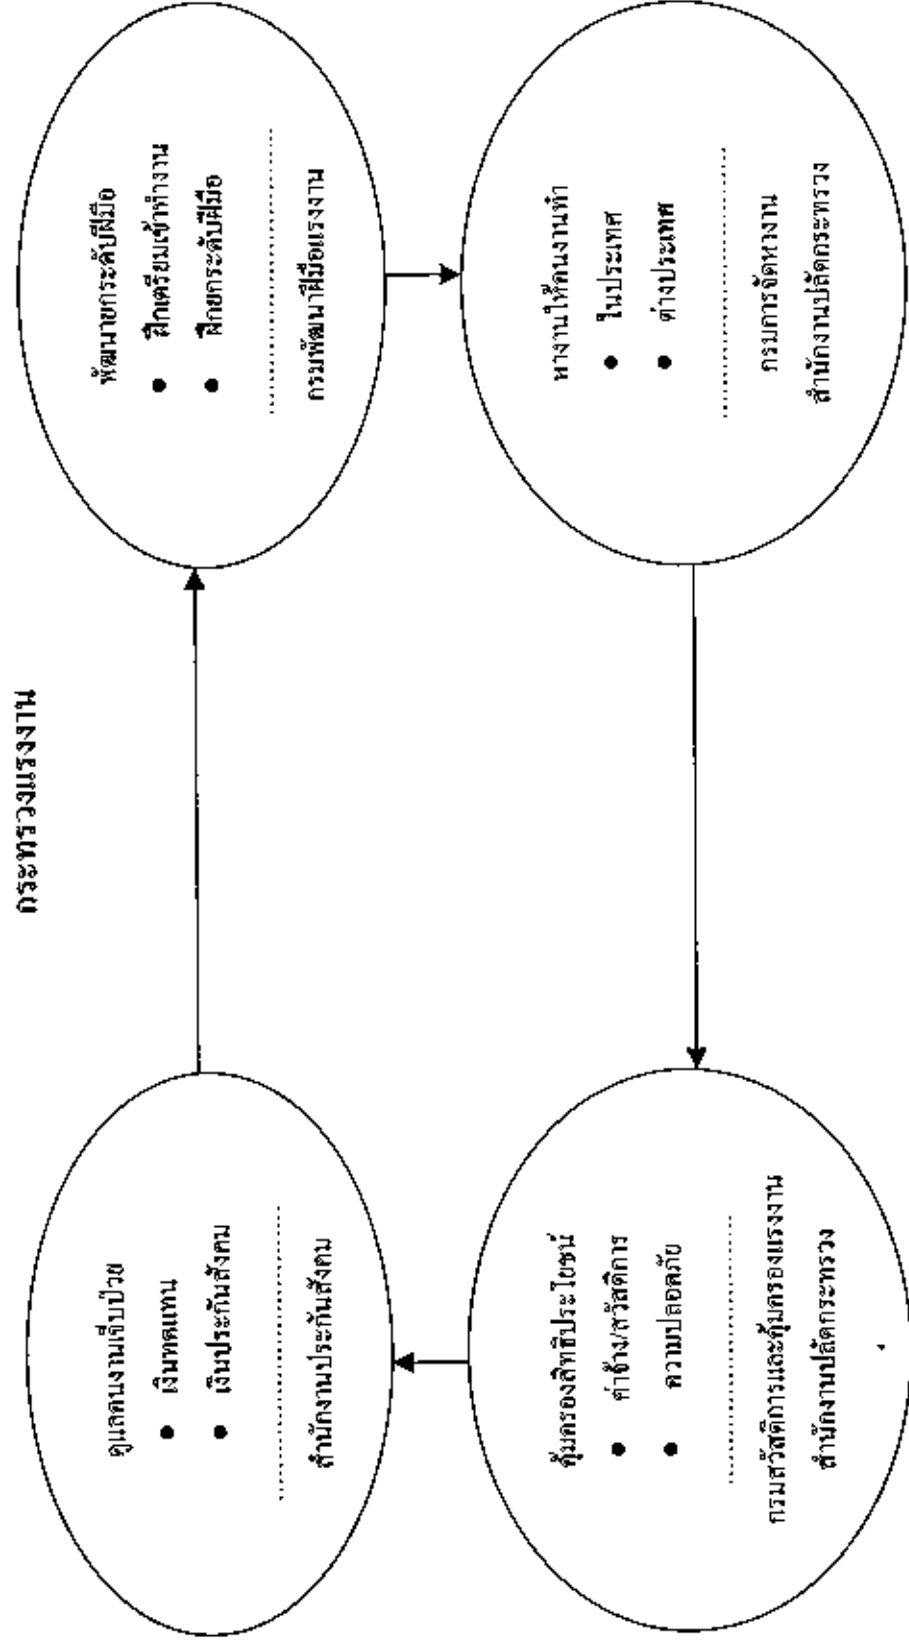 กระทรวงแรงงาน
ดูแลคนงานเจ็บป่วย
● เงินทดแทน
● เงินประกันสังคม
สำนักงานประกันสังคม
พัฒนายกระดับฝีมือ
● ฝึกเตรียมเข้าทำงาน
● ฝึกยกระดับฝีมือ
กรมพัฒนาฝีมือแรงงาน
คุ้มครองสิทธิประโยชน์
● ค่าจ้าง/สวัสดิการ
● ความปลอดภัย
กรมสวัสดิการและคุ้มครองแรงงาน
สำนักงานปลัดกระทรวง
หางานให้คนงานทำ
● ในประเทศ
● ต่างประเทศ
กรมการจัดหางาน
สำนักงานปลัดกระทรวง